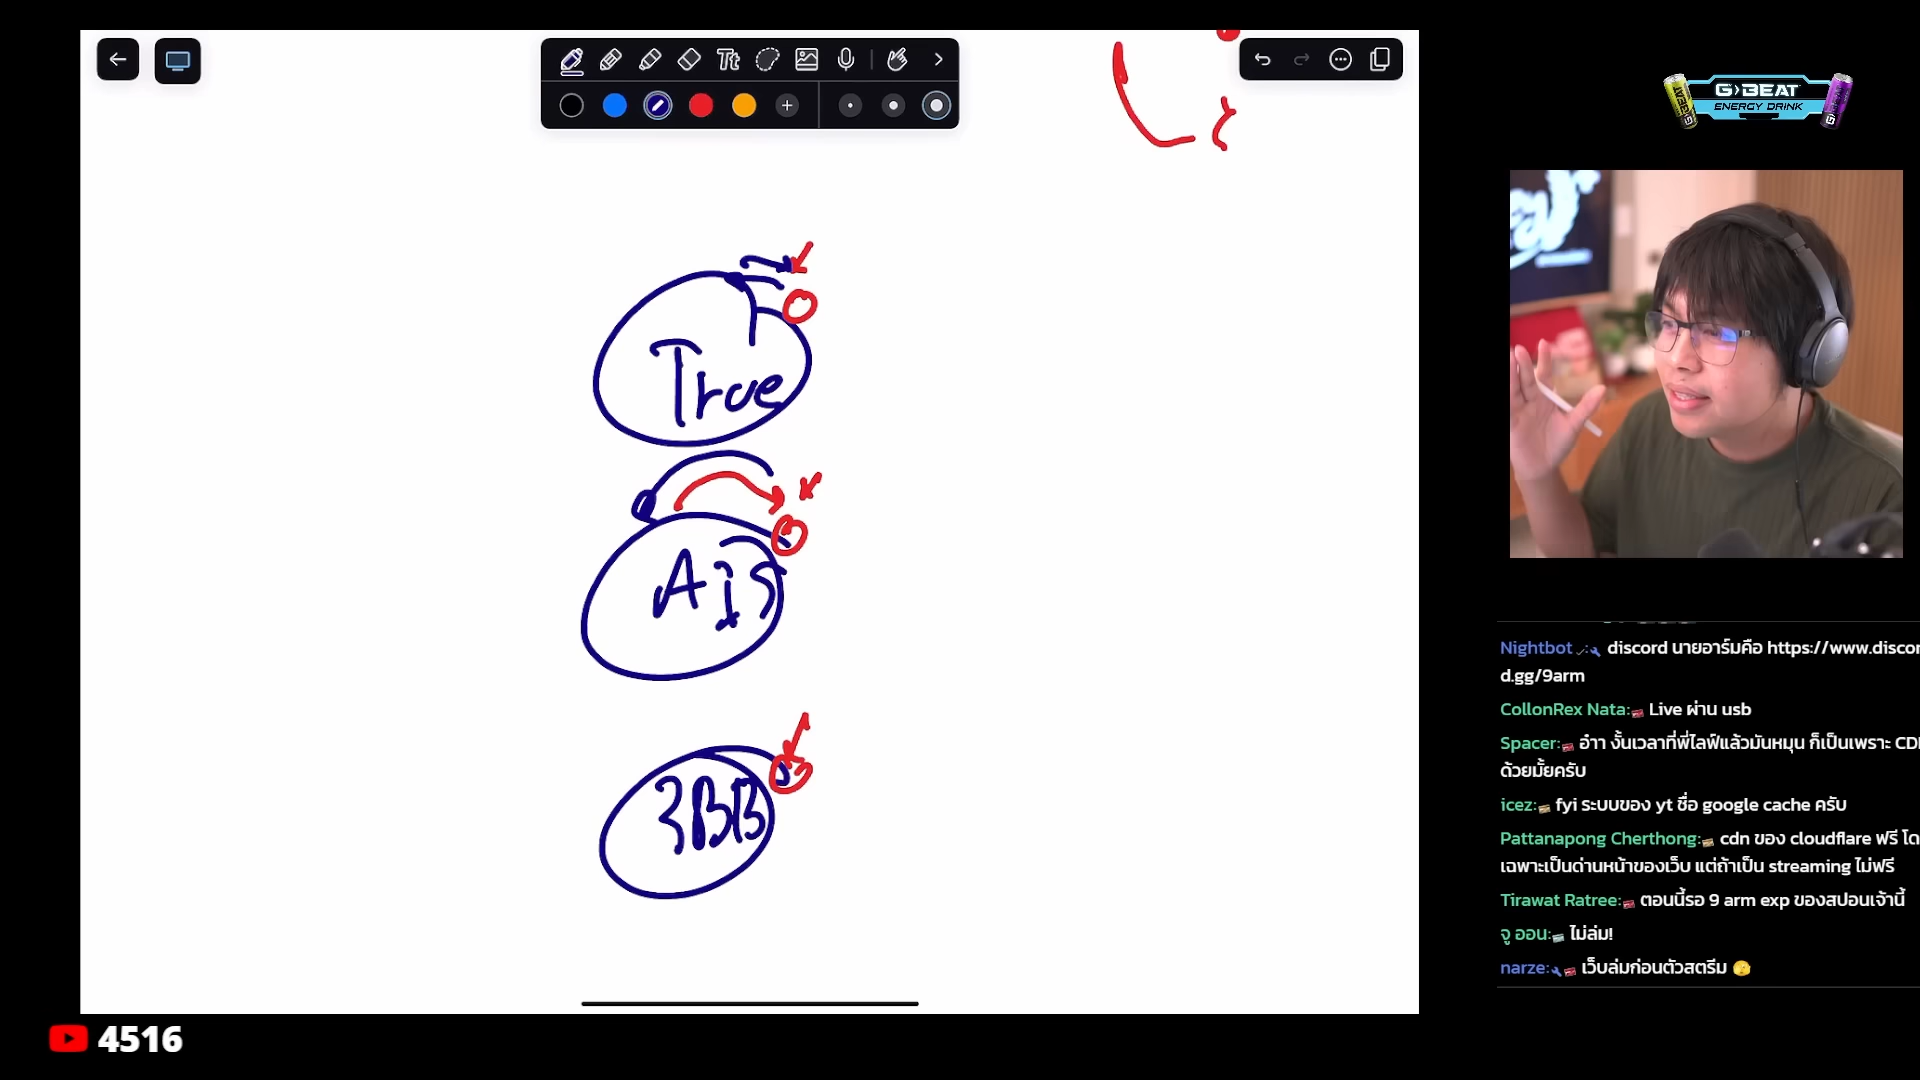 Tt
G>BEAT
ENERGY DRINK
True
AIS
3BB
Nightbot : discord นายอาร์มคือ https://www.discor
d.gg/9arm
CollonRex Nata: Live ผ่าน usb
Spacer: อ๋าา งั้นเวลาที่พี่ไลฟ์แล้วมันหมุน ก็เป็นเพราะ CD
ด้วยมั้ยครับ
icez: fyi ระบบของ yt ชื่อ google cache ครับ
Pattanapong Cherthong: cdn ของ cloudflare ฟรี โด
เฉพาะเป็นด่านหน้าของเว็บ แต่ถ้าเป็น streaming ไม่ฟรี
Tirawat Ratree: ตอนนี้รอ 9 arm exp ของสปอนเจ้านี้
จู ออน: ไม่ล่ม!
narze: เว็บล่มก่อนตัวสตรีม 🫣
4516